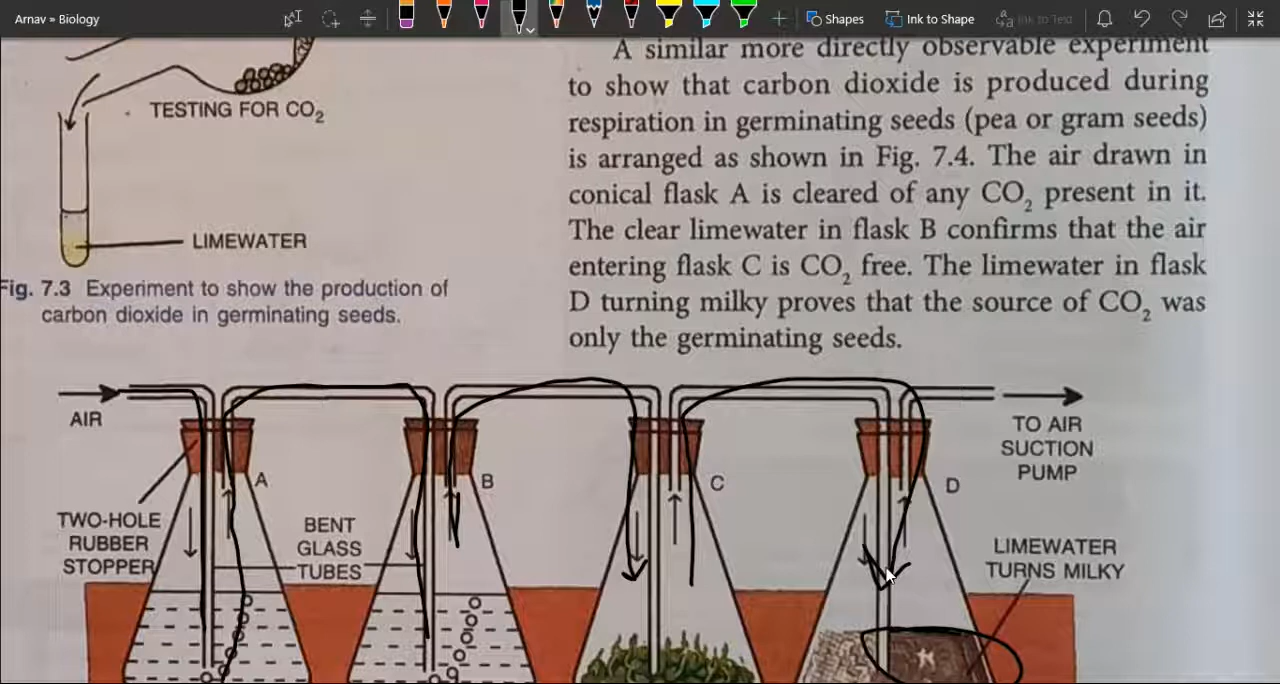 Arnav » Biology
Shapes
Ink to Shape
Ink to Text
A similar more directly observable experiment
to show that carbon dioxide is produced during
respiration in germinating seeds (pea or gram seeds)
is arranged as shown in Fig. 7.4. The air drawn in
conical flask A is cleared of any CO₂ present in it.
The clear limewater in flask B confirms that the air
entering flask C is CO₂ free. The limewater in flask
D turning milky proves that the source of CO₂ was
only the germinating seeds.
TESTING FOR CO₂
LIMEWATER
Fig. 7.3 Experiment to show the production of
carbon dioxide in germinating seeds.
AIR
A
B
C
D
TO AIR
SUCTION
PUMP
TWO-HOLE
RUBBER
STOPPER
BENT
GLASS
TUBES
LIMEWATER
TURNS MILKY